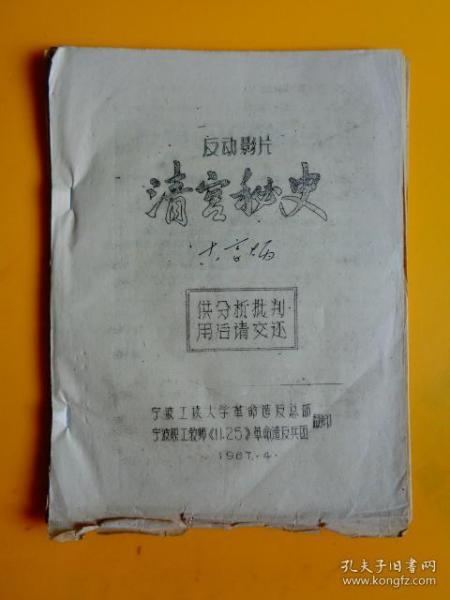 反动影片
清宫秘史
供分析批判
用后请交还
宁波工读大学革命造反总部
宁波职工教师《11.25》革命造反兵团
翻印
1967.4.
孔夫子旧书网
www.kongfz.com